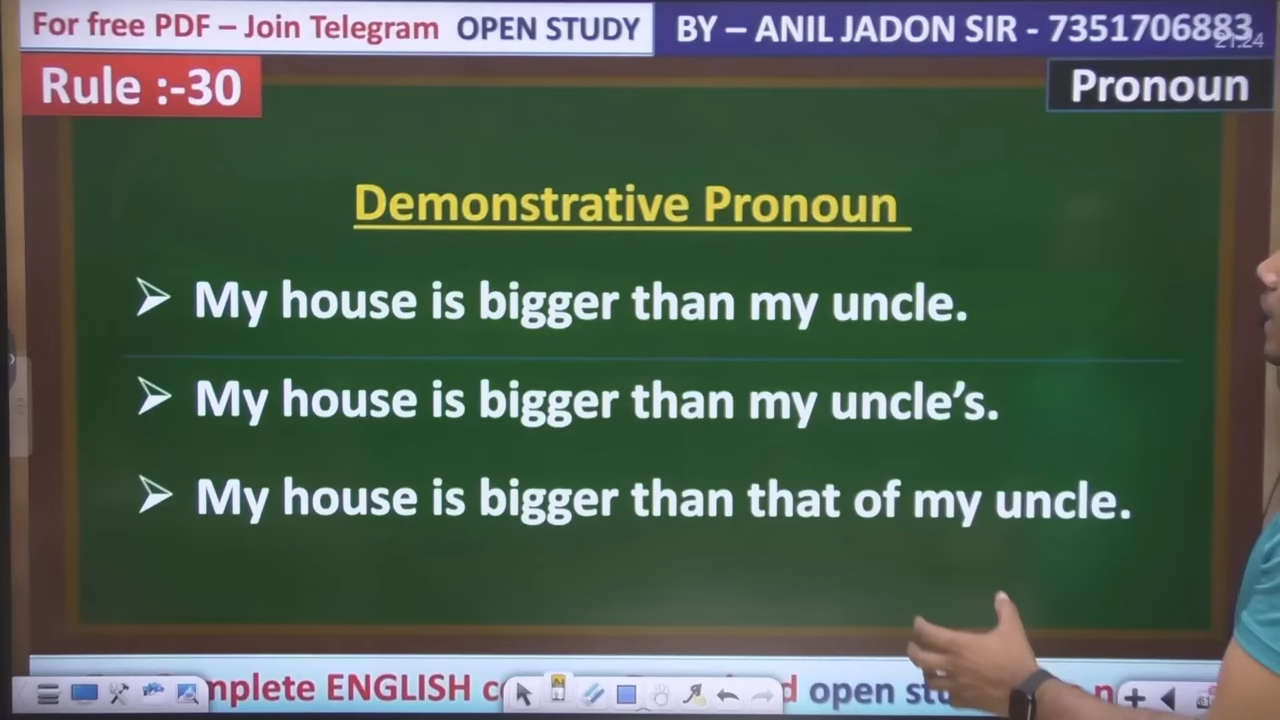 For free PDF – Join Telegram OPEN STUDY
BY – ANIL JADON SIR - 7351706883
21:24
Rule :-30
Pronoun
Demonstrative Pronoun
➢ My house is bigger than my uncle.
➢ My house is bigger than my uncle’s.
➢ My house is bigger than that of my uncle.
ENGLISH open